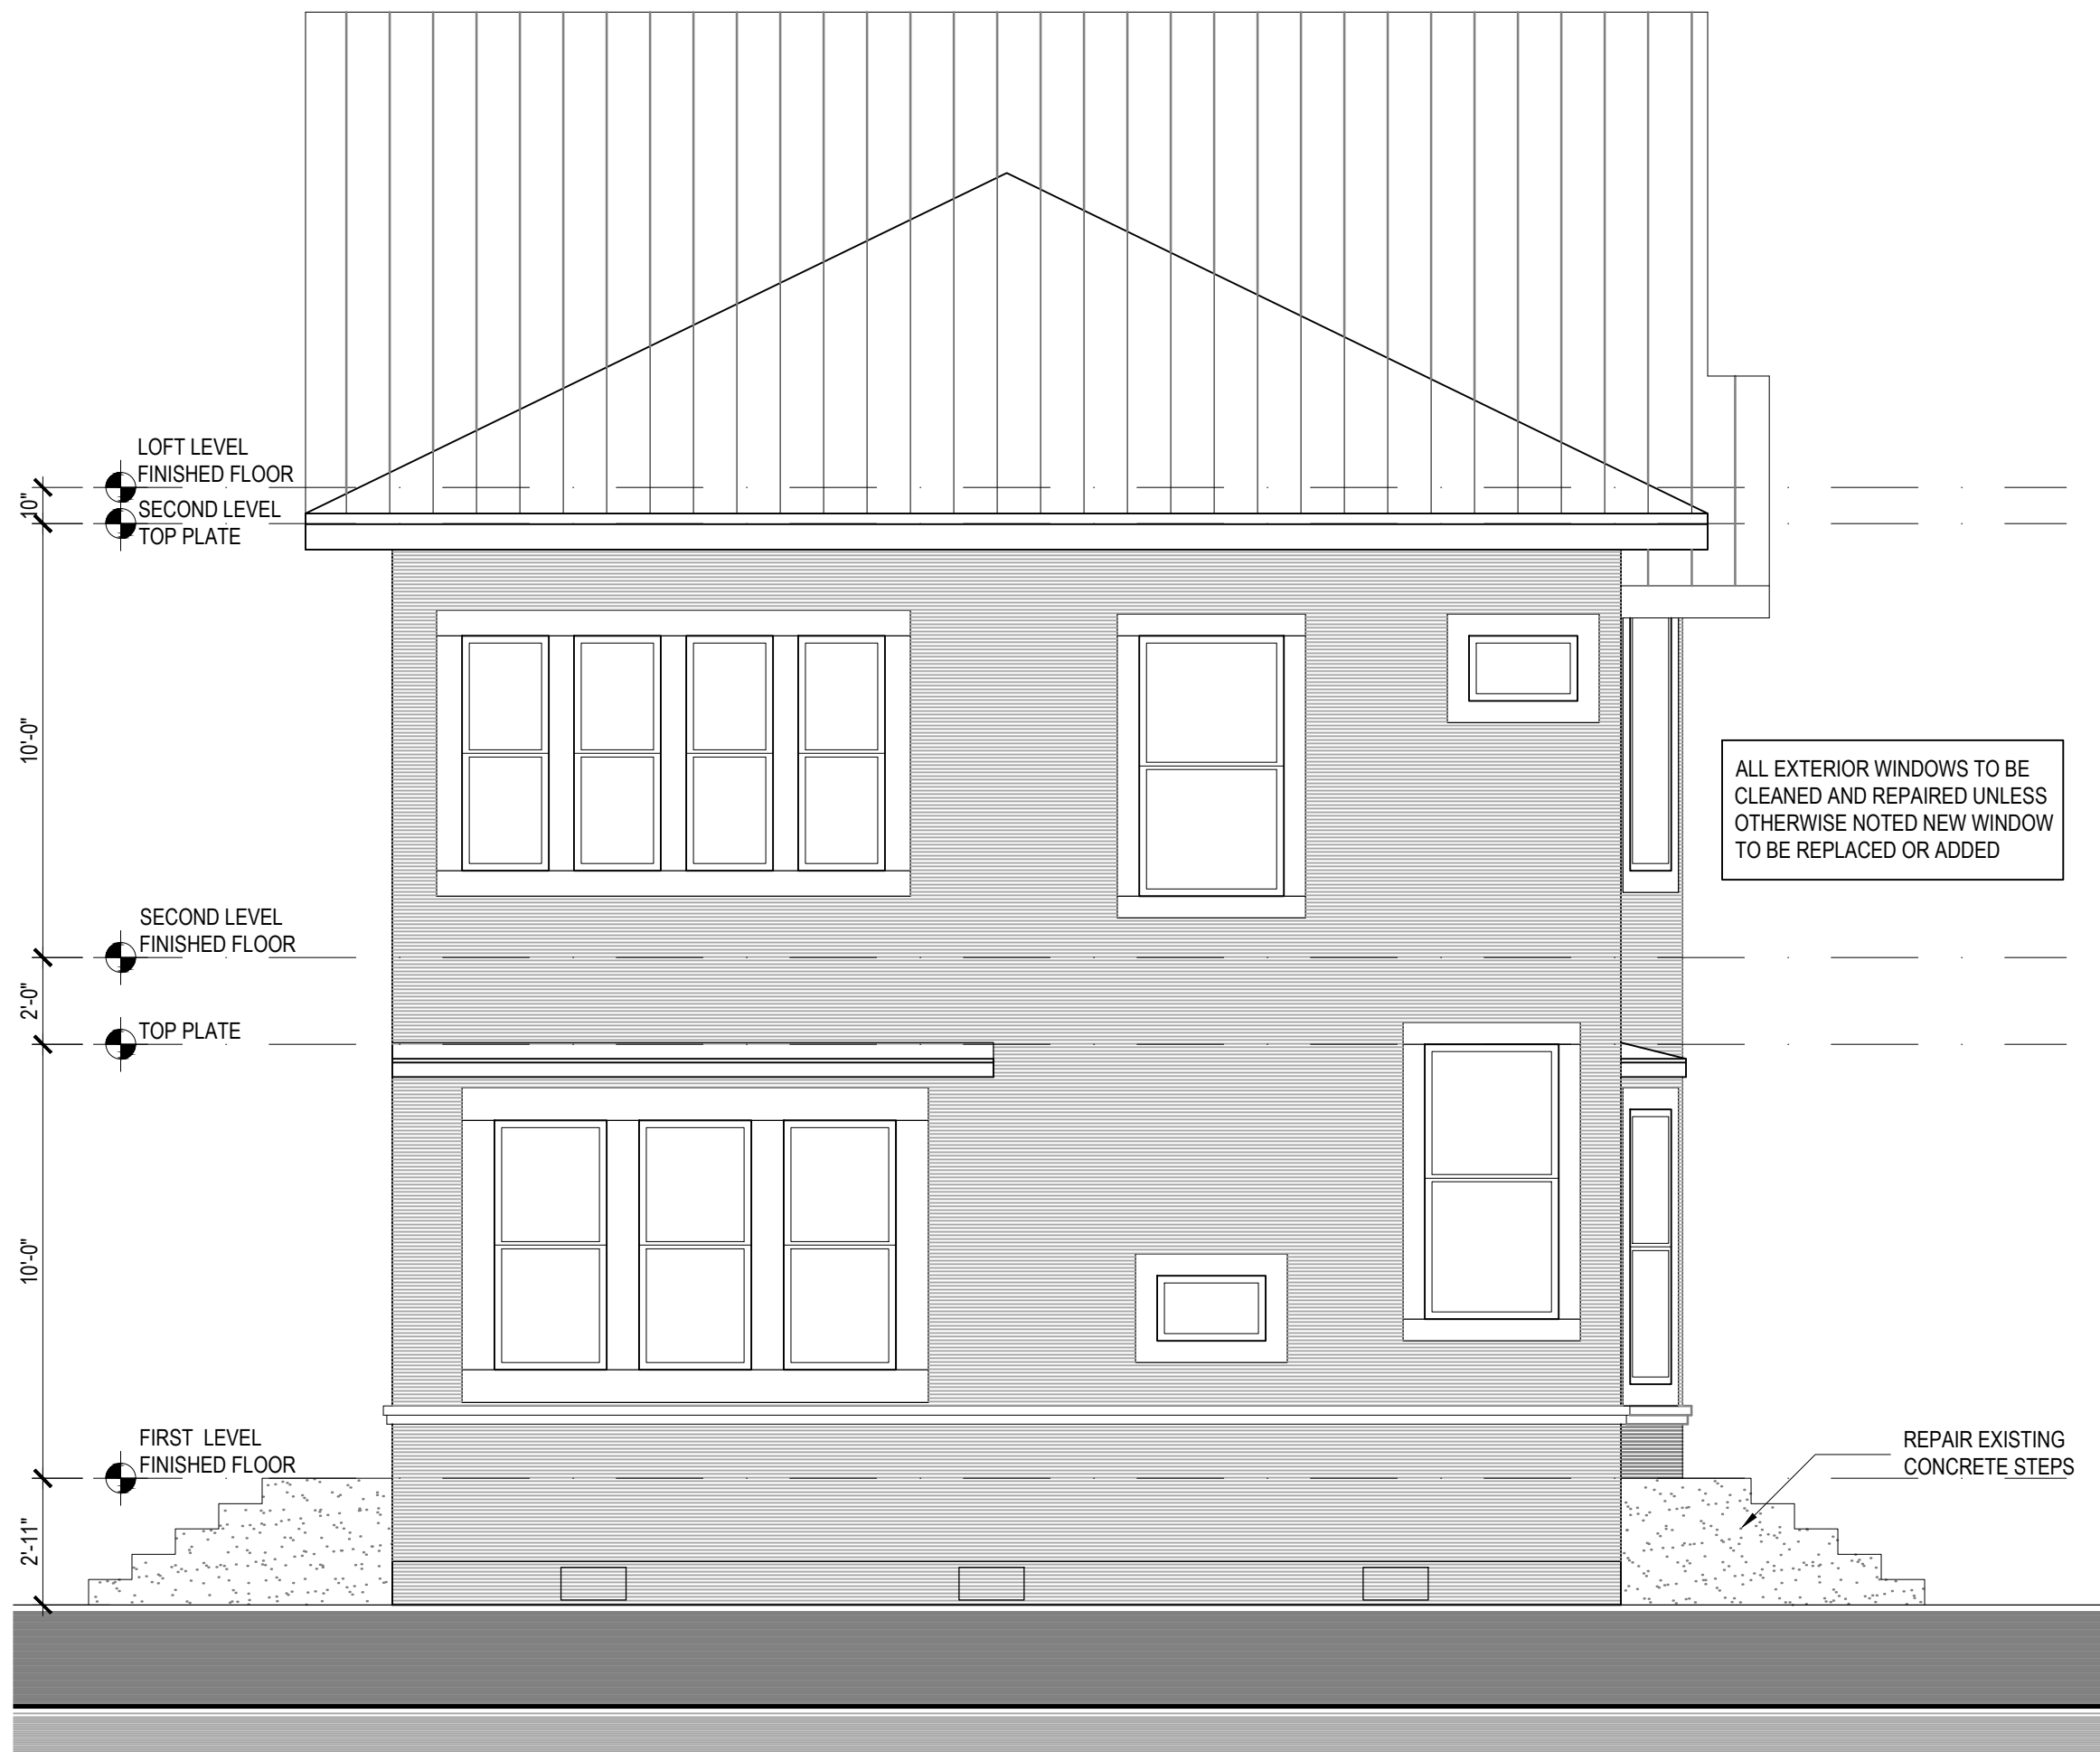 LOFT LEVEL
FINISHED FLOOR
10"
SECOND LEVEL
TOP PLATE
10'-0"
ALL EXTERIOR WINDOWS TO BE
CLEANED AND REPAIRED UNLESS
OTHERWISE NOTED NEW WINDOW
TO BE REPLACED OR ADDED
SECOND LEVEL
FINISHED FLOOR
2'-0"
TOP PLATE
10'-0"
FIRST LEVEL
FINISHED FLOOR
REPAIR EXISTING
CONCRETE STEPS
2'-11"